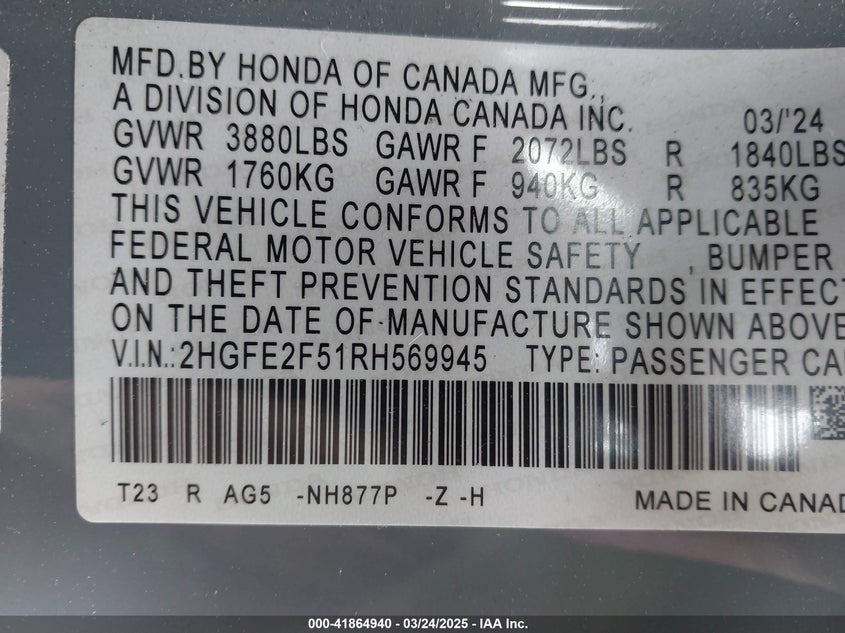 MFD.BY HONDA OF CANADA MFG.,
A DIVISION OF HONDA CANADA INC. 03/'24
GVWR 3880LBS GAWR F 2072LBS R 1840LBS
GVWR 1760KG GAWR F 940KG R 835KG
THIS VEHICLE CONFORMS TO ALL APPLICABLE
FEDERAL MOTOR VEHICLE SAFETY , BUMPER
AND THEFT PREVENTION STANDARDS IN EFFECT
ON THE DATE OF MANUFACTURE SHOWN ABOVE
V.I.N.:2HGFE2F51RH569945 TYPE: PASSENGER CA
T23 R AG5 -NH877P -Z -H MADE IN CANAD
000-41864940 — 03/24/2025 - IAA Inc.